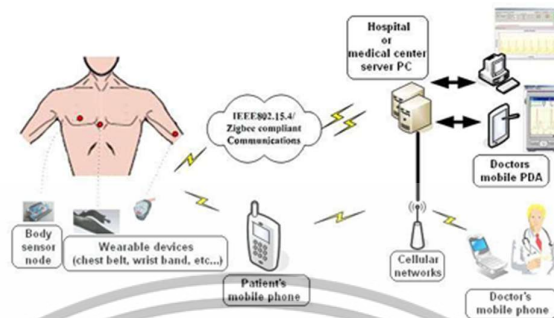 Hospital
or
medical center
server PC
IEEE802.15.4/
Zigbee compliant
Communications
Doctors
mobile PDA
Body
sensor
node
Wearable devices
(chest belt, wrist band, etc...)
Patient's
mobile phone
Cellular
networks
Doctor's
mobile phone